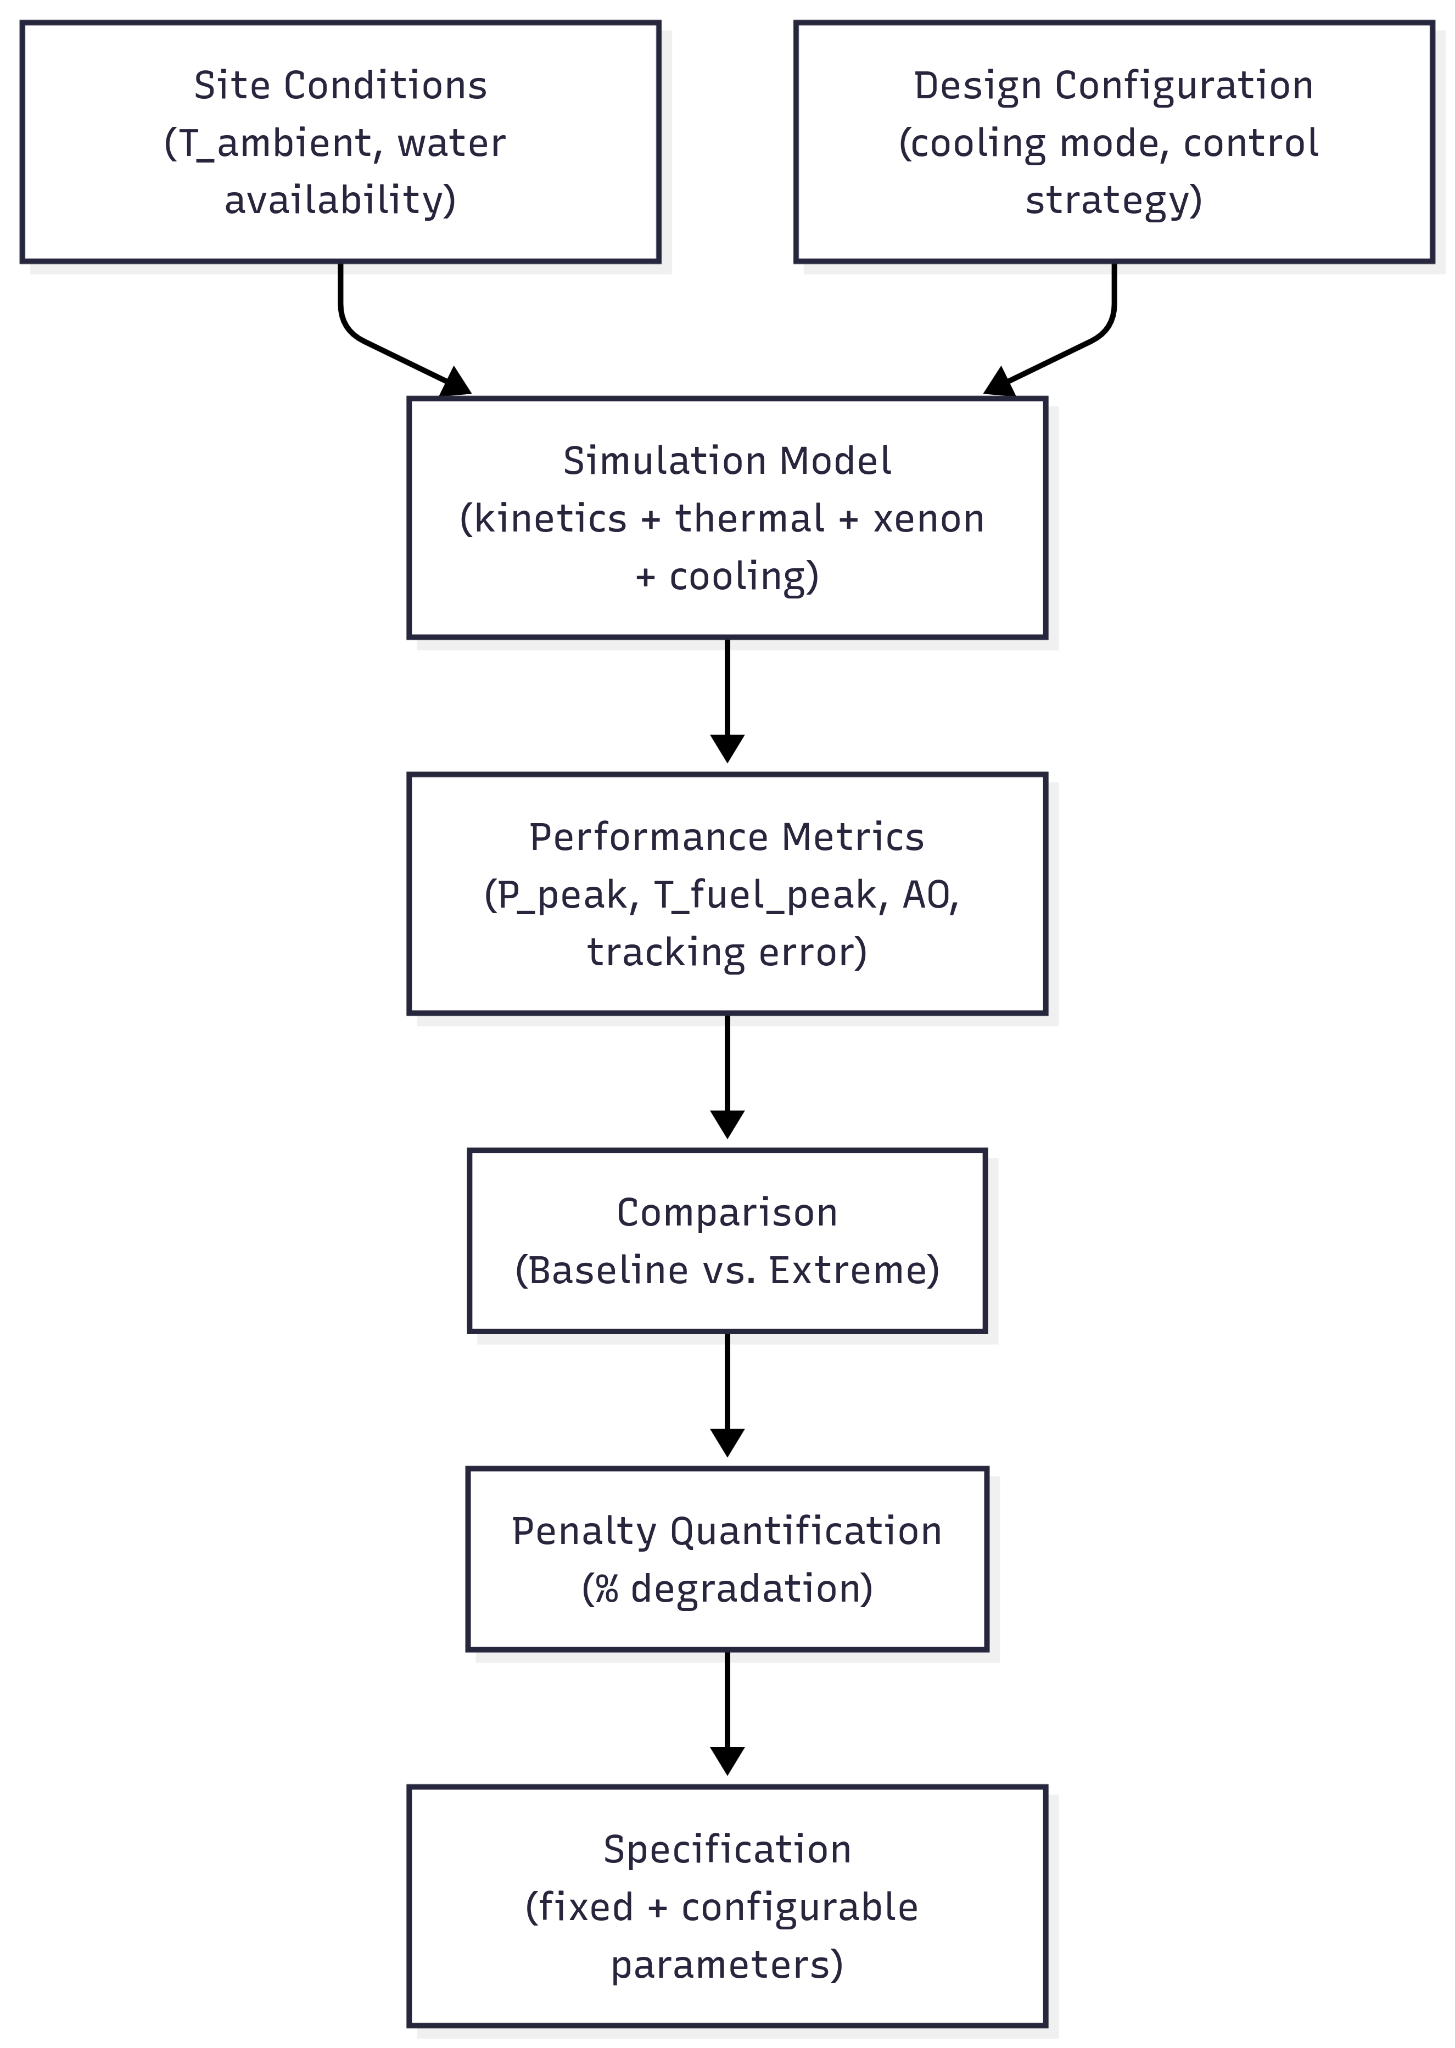 Site Conditions
(T_ambient, water
availability)
Design Configuration
(cooling mode, control
strategy)
Simulation Model
(kinetics + thermal + xenon
+ cooling)
Performance Metrics
(P_peak, T_fuel_peak, AO,
tracking error)
Comparison
(Baseline vs. Extreme)
Penalty Quantification
(% degradation)
Specification
(fixed + configurable
parameters)